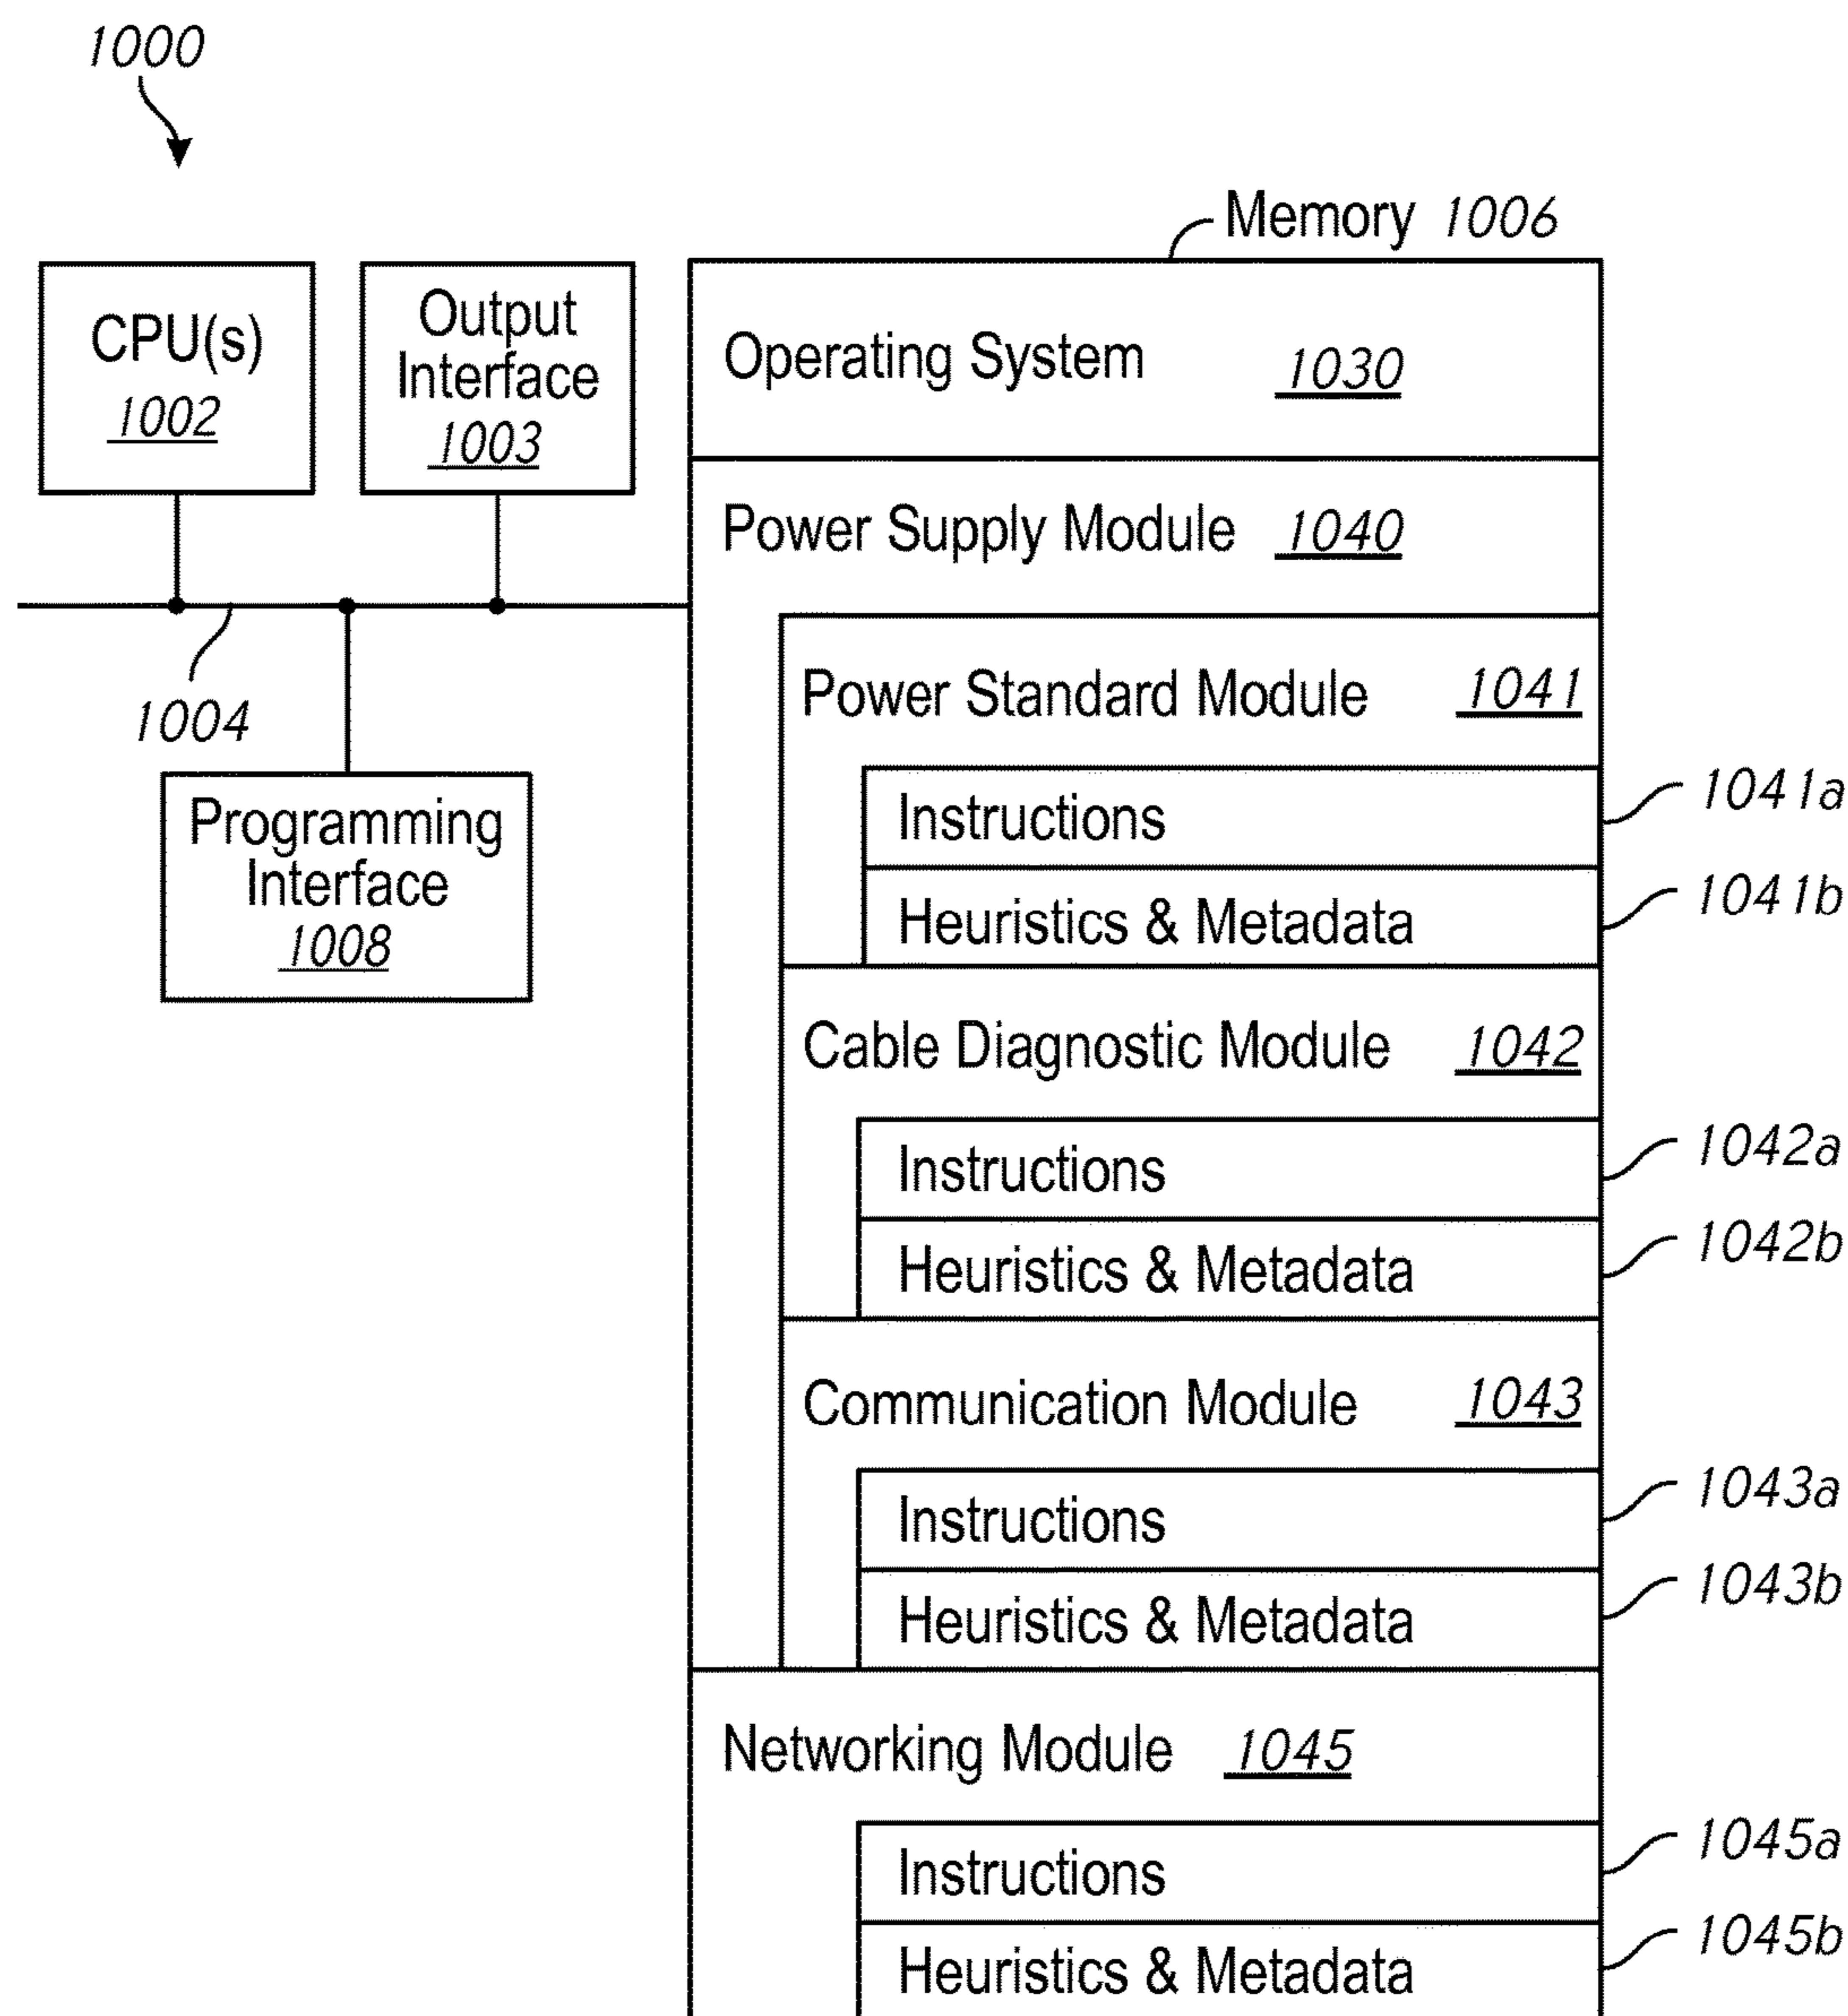 1000
Memory 1006
CPU(s)
1002
Output
Interface
1003
1004
Programming
Interface
1008
Operating System 1030
Power Supply Module 1040
Power Standard Module 1041
Instructions 1041a
Heuristics & Metadata 1041b
Cable Diagnostic Module 1042
Instructions 1042a
Heuristics & Metadata 1042b
Communication Module 1043
Instructions 1043a
Heuristics & Metadata 1043b
Networking Module 1045
Instructions 1045a
Heuristics & Metadata 1045b